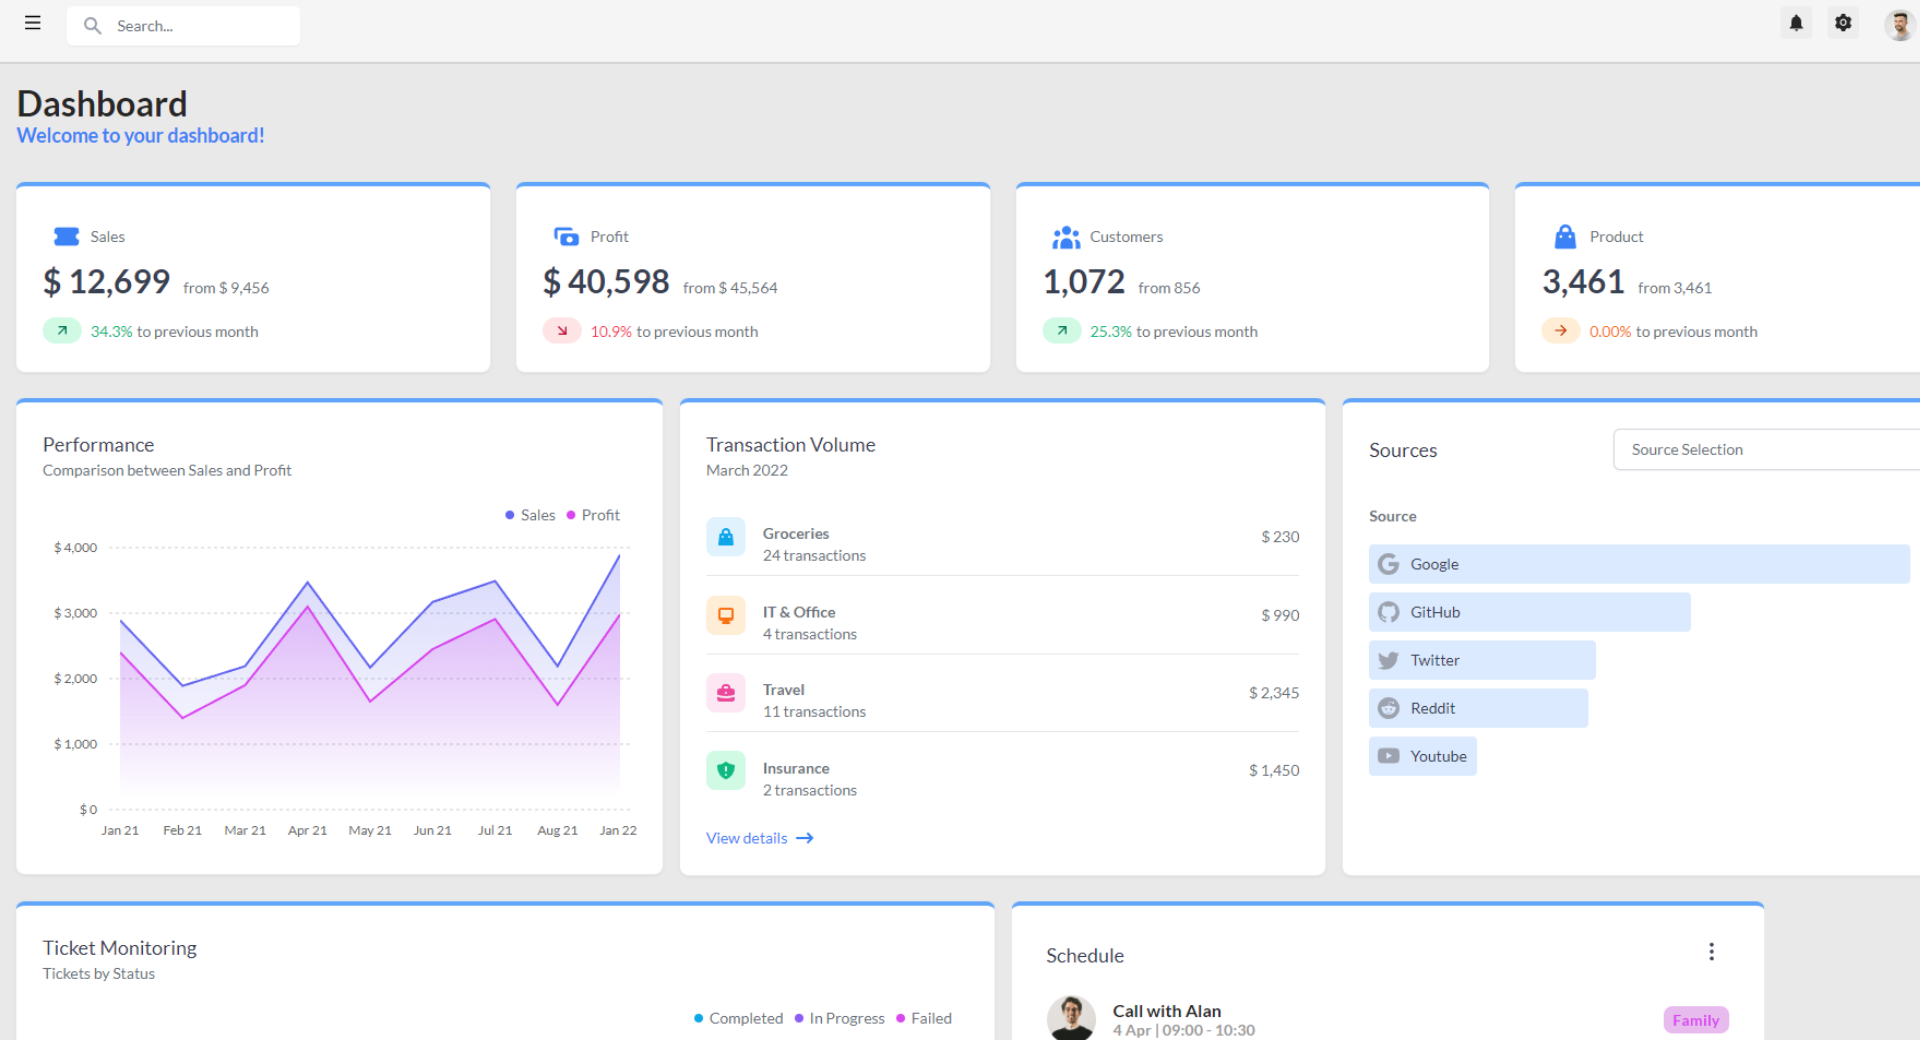 Search...
Dashboard
Welcome to your dashboard!
Sales
$ 12,699 from $ 9,456
34.3% to previous month
Profit
$ 40,598 from $ 45,564
10.9% to previous month
Customers
1,072 from 856
25.3% to previous month
Product
3,461 from 3,461
0.00% to previous month
Performance
Comparison between Sales and Profit
Sales Profit
$ 4,000
$ 3,000
$ 2,000
$ 1,000
$ 0
Jan 21 Feb 21 Mar 21 Apr 21 May 21 Jun 21 Jul 21 Aug 21 Jan 22
Transaction Volume
March 2022
Groceries
24 transactions
$ 230
IT & Office
4 transactions
$ 990
Travel
11 transactions
$ 2,345
Insurance
2 transactions
$ 1,450
View details
Sources
Source Selection
Source
Google
GitHub
Twitter
Reddit
Youtube
Ticket Monitoring
Tickets by Status
Completed In Progress Failed
Schedule
Call with Alan
4 Apr | 09:00 - 10:30
Family